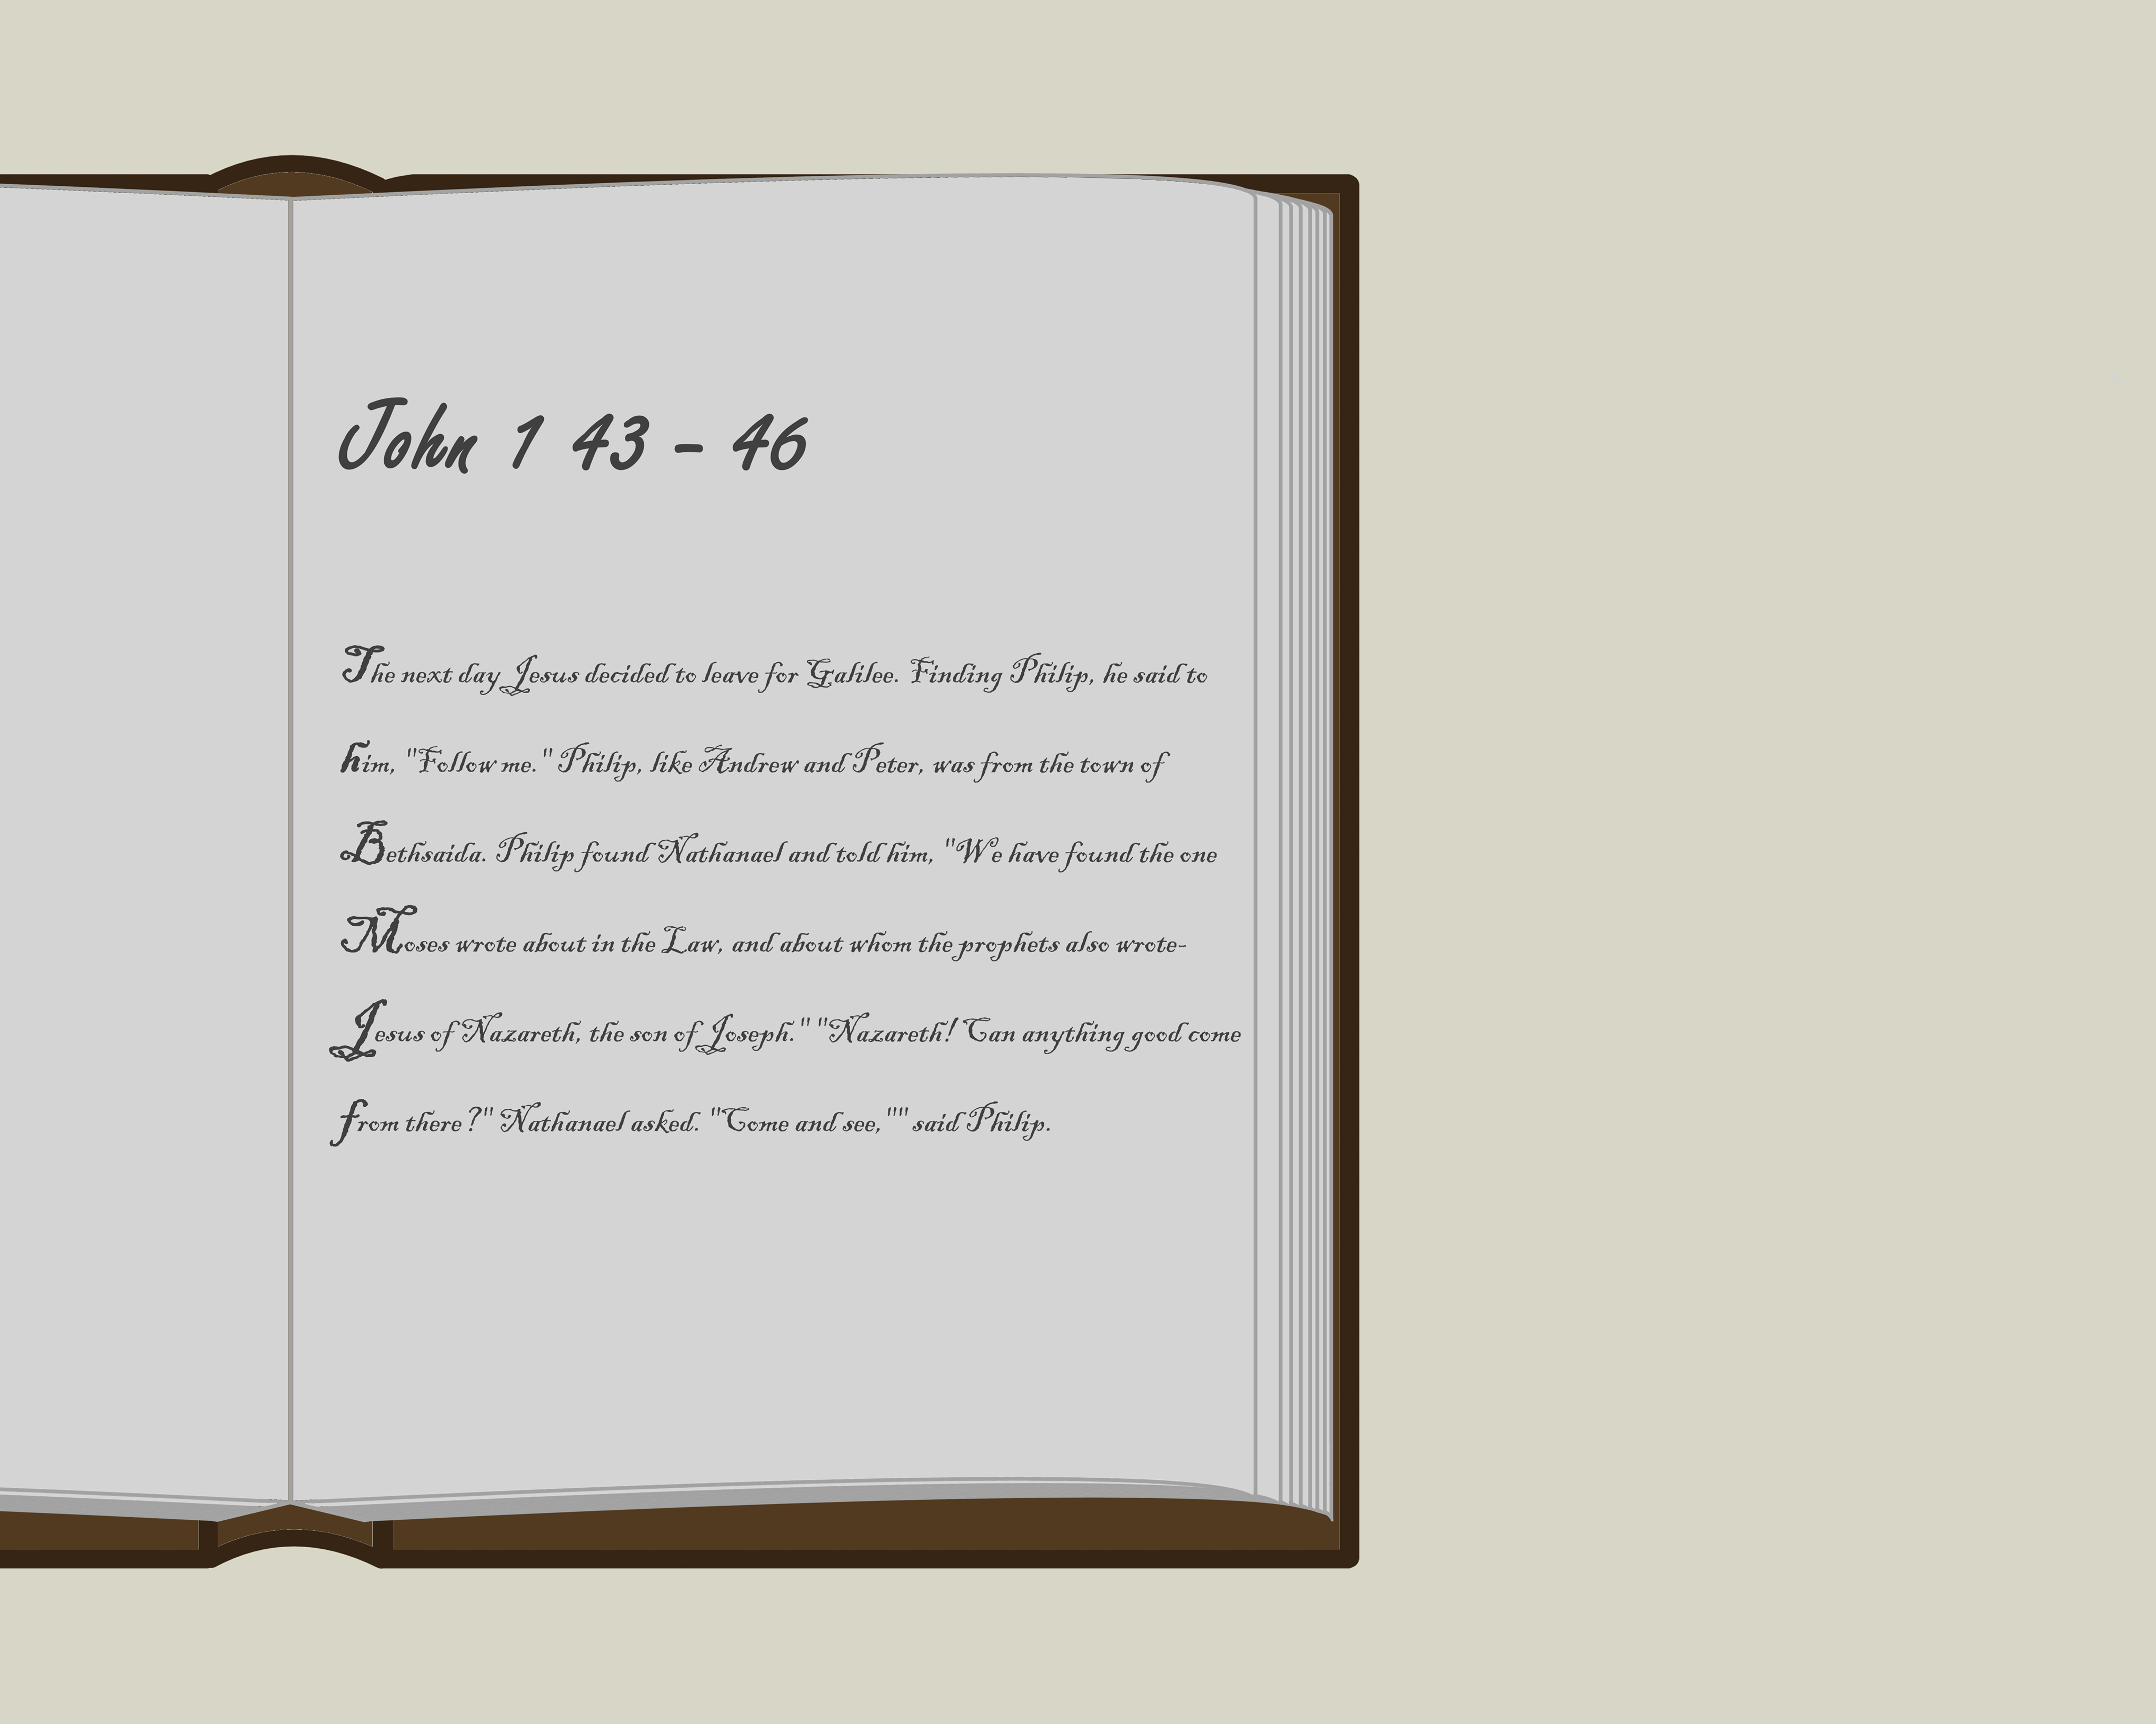 John 1 43 - 46
The next day Jesus decided to leave for Galilee. Finding Philip, he said to
him, "Follow me." Philip, like Andrew and Peter, was from the town of
Bethsaida. Philip found Nathanael and told him, "We have found the one
Moses wrote about in the Law, and about whom the prophets also wrote-
Jesus of Nazareth, the son of Joseph." "Nazareth! Can anything good come
from there?" Nathanael asked. "Come and see,"" said Philip.